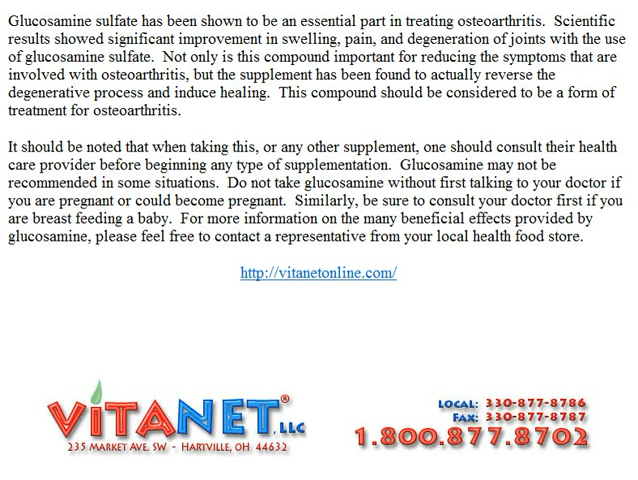 Glucosamine sulfate has been shown to be an essential part in treating osteoarthritis.  Scientific
results showed significant improvement in swelling, pain, and degeneration of joints with the use
of glucosamine sulfate.  Not only is this compound important for reducing the symptoms that are
involved with osteoarthritis, but the supplement has been found to actually reverse the
degenerative process and induce healing.  This compound should be considered to be a form of
treatment for osteoarthritis.
It should be noted that when taking this, or any other supplement, one should consult their health
care provider before beginning any type of supplementation.  Glucosamine may not be
recommended in some situations.  Do not take glucosamine without first talking to your doctor if
you are pregnant or could become pregnant.  Similarly, be sure to consult your doctor first if you
are breast feeding a baby.  For more information on the many beneficial effects provided by
glucosamine, please feel free to contact a representative from your local health food store.
http://vitanetonline.com/
VITANET®, LLC
235 MARKET AVE. SW - HARTVILLE, OH 44632
LOCAL: 330-877-8786
FAX: 330-877-8787
1.800.877.8702